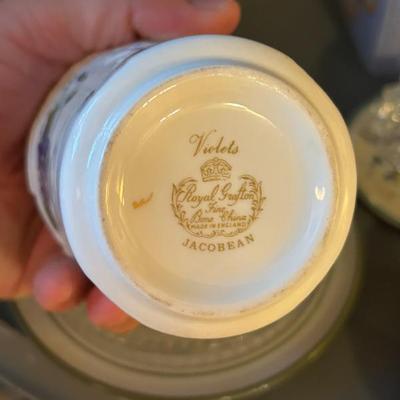 Violets
Royal Grafton
Fine
Bone China
MADE IN ENGLAND
JACOBEAN